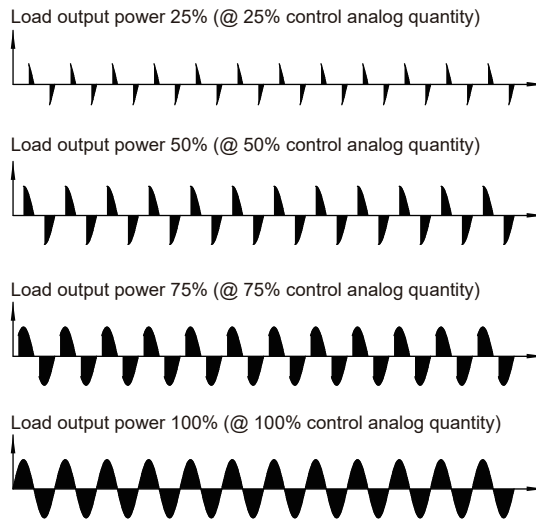 Load output power 25% (@ 25% control analog quantity)
Load output power 50% (@ 50% control analog quantity)
Load output power 75% (@ 75% control analog quantity)
Load output power 100% (@ 100% control analog quantity)